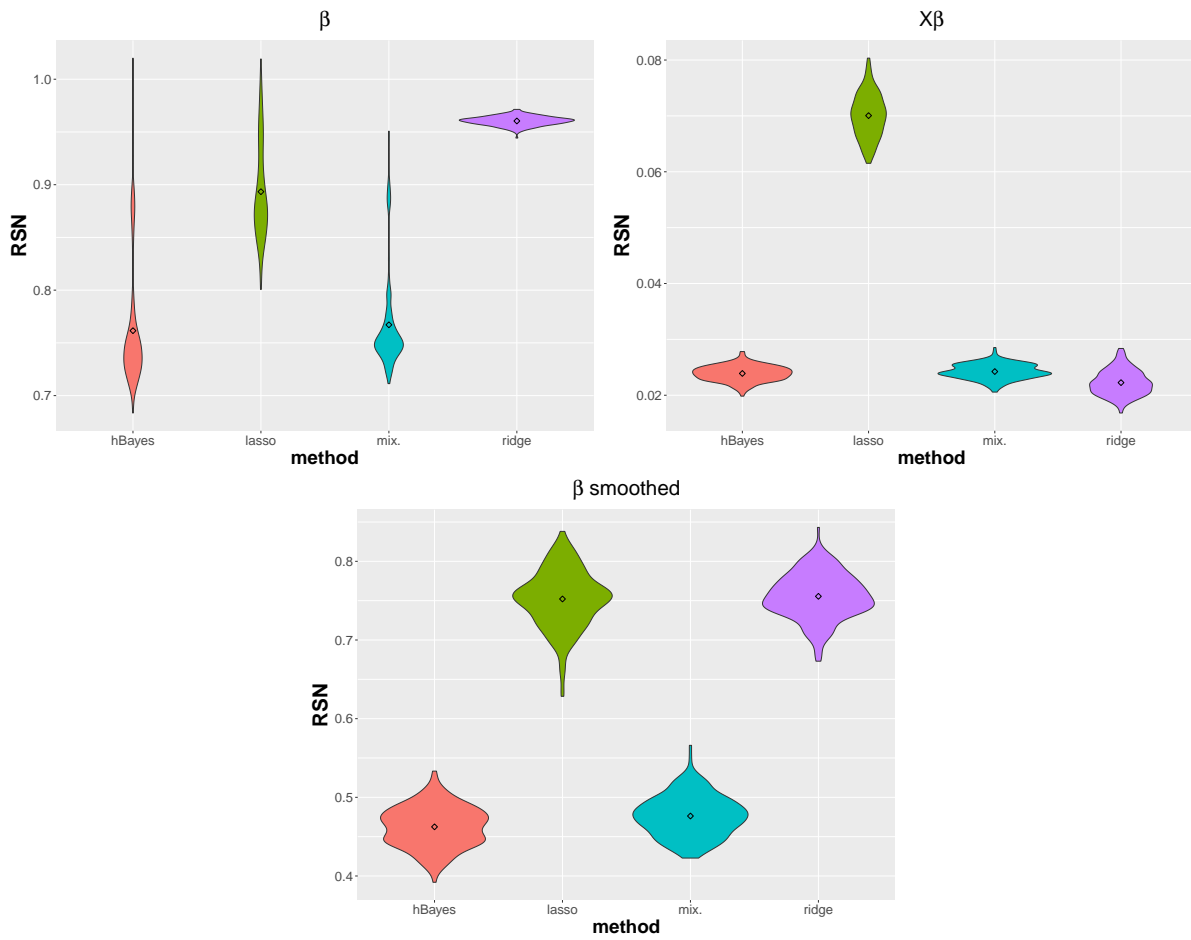 β
RSN
1.0
0.9
0.8
0.7
hBayes lasso mix. ridge
method
Xβ
RSN
0.08
0.06
0.04
0.02
hBayes lasso mix. ridge
method
β smoothed
RSN
0.8
0.7
0.6
0.5
0.4
hBayes lasso mix. ridge
method